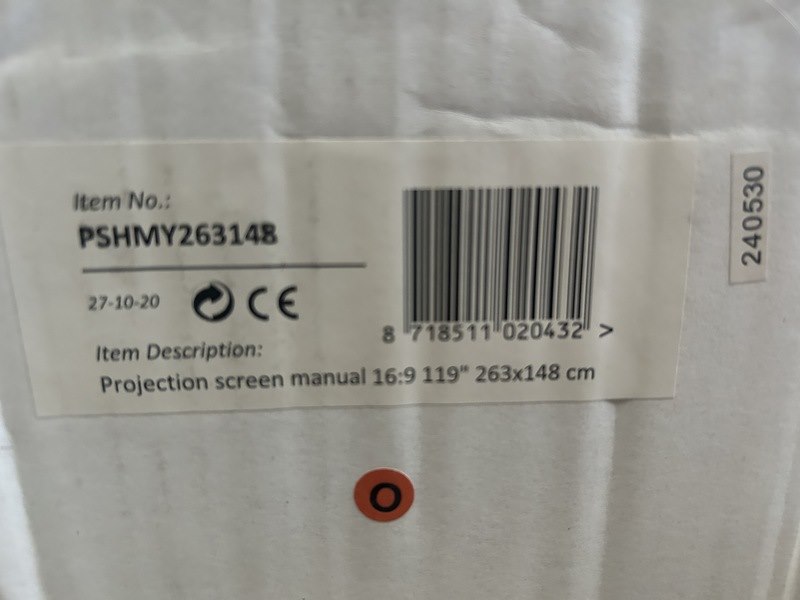 Item No.:
PSHMY263148
27-10-20 CE
8 718511 020432 >
Item Description:
Projection screen manual 16:9 119" 263x148 cm
240530
O